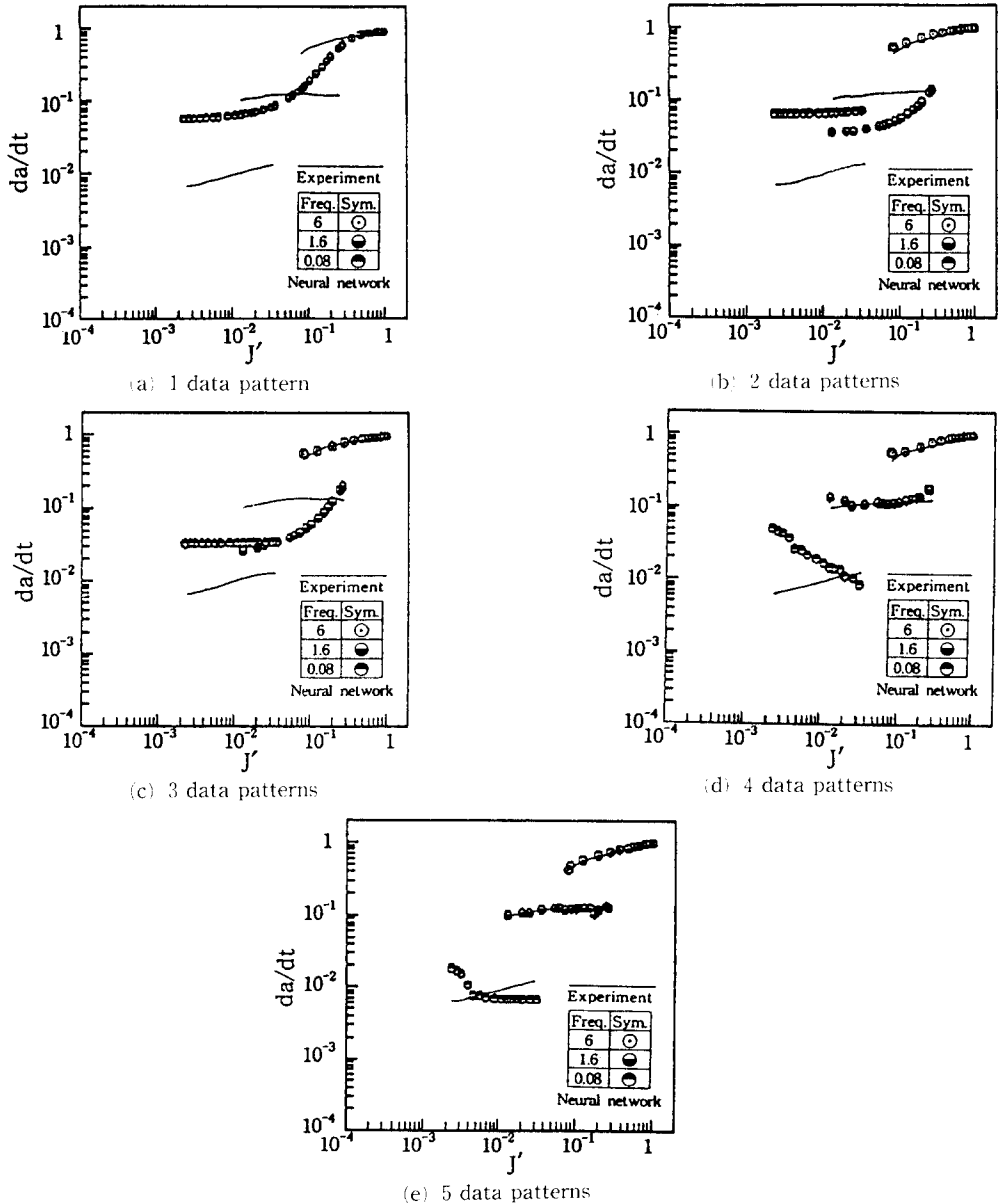 da/dt
1
10⁻¹
10⁻²
10⁻³
10⁻⁴
Experiment
Freq. Sym.
6
1.6
0.08
Neural network
10⁻⁴ 10⁻³ 10⁻² 10⁻¹ 1
J′
(a) 1 data pattern
da/dt
1
10⁻¹
10⁻²
10⁻³
10⁻⁴
Experiment
Freq. Sym.
6
1.6
0.08
Neural network
10⁻⁴ 10⁻³ 10⁻² 10⁻¹ 1
J′
(b) 2 data patterns
da/dt
1
10⁻¹
10⁻²
10⁻³
10⁻⁴
Experiment
Freq. Sym.
6
1.6
0.08
Neural network
10⁻⁴ 10⁻³ 10⁻² 10⁻¹ 1
J′
(c) 3 data patterns
da/dt
1
10⁻¹
10⁻²
10⁻³
10⁻⁴
Experiment
Freq. Sym.
6
1.6
0.08
Neural network
10⁻⁴ 10⁻³ 10⁻² 10⁻¹ 1
J′
(d) 4 data patterns
da/dt
1
10⁻¹
10⁻²
10⁻³
10⁻⁴
Experiment
Freq. Sym.
6
1.6
0.08
Neural network
10⁻⁴ 10⁻³ 10⁻² 10⁻¹ 1
J′
(e) 5 data patterns